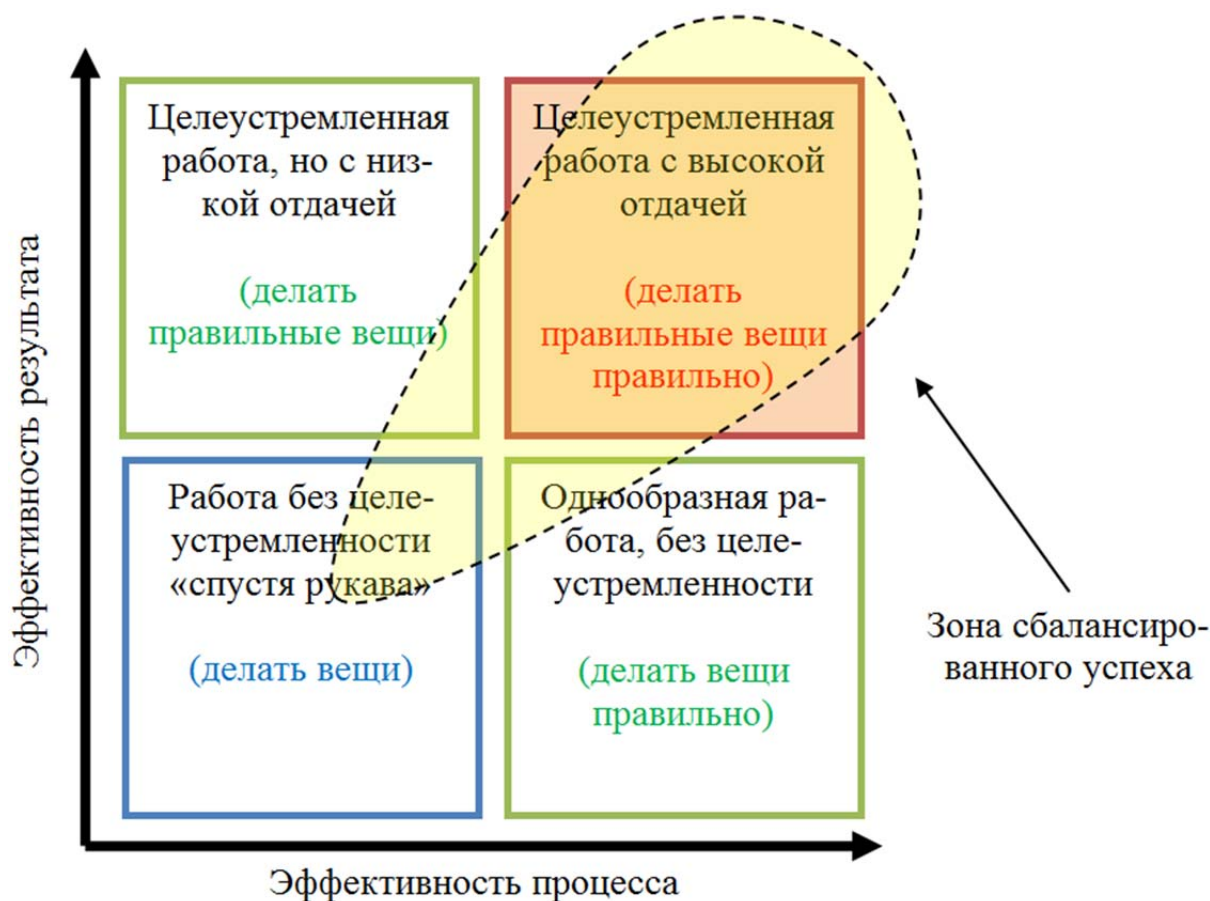 Эффективность результата
Целеустремленная
работа, но с низ-
кой отдачей
(делать
правильные вещи)
Целеустремленная
работа с высокой
отдачей
(делать
правильные вещи
правильно)
Работа без целе-
устремленности
«спустя рукава»
(делать вещи)
Однообразная ра-
бота, без целе-
устремленности
(делать вещи
правильно)
Зона сбалансиро-
ванного успеха
Эффективность процесса